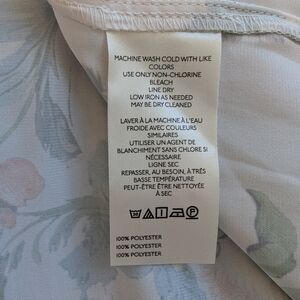 MACHINE WASH COLD WITH LIKE
COLORS
USE ONLY NON-CHLORINE
BLEACH
LINE DRY
LOW IRON AS NEEDED
MAY BE DRY CLEANED
LAVER À LA MACHINE À L'EAU
FROIDE AVEC COULEURS
SIMILAIRES
UTILISER UN AGENT DE
BLANCHIMENT SANS CHLORE SI
NÉCESSAIRE
LIGNE SEC
REPASSER, AU BESOIN, À TRÈS
BASSE TEMPÉRATURE
PEUT-ÊTRE ÊTRE NETTOYÉ
À SEC
100% POLYESTER
100% POLYESTER
100% POLYESTER